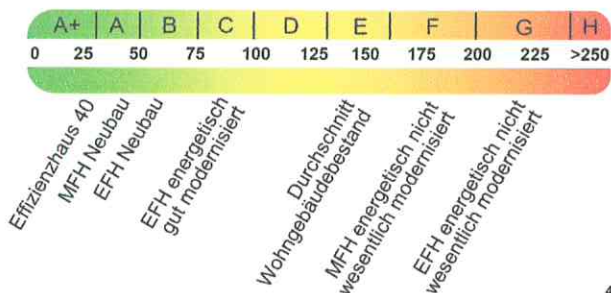 A+ A B C D E F G H
0 25 50 75 100 125 150 175 200 225 >250
Effizienzhaus 40
MFH Neubau
EFH Neubau
EFH energetisch
gut modernisiert
Durchschnitt
Wohngebäudebestand
MFH energetisch nicht
wesentlich modernisiert
EFH energetisch nicht
wesentlich modernisiert